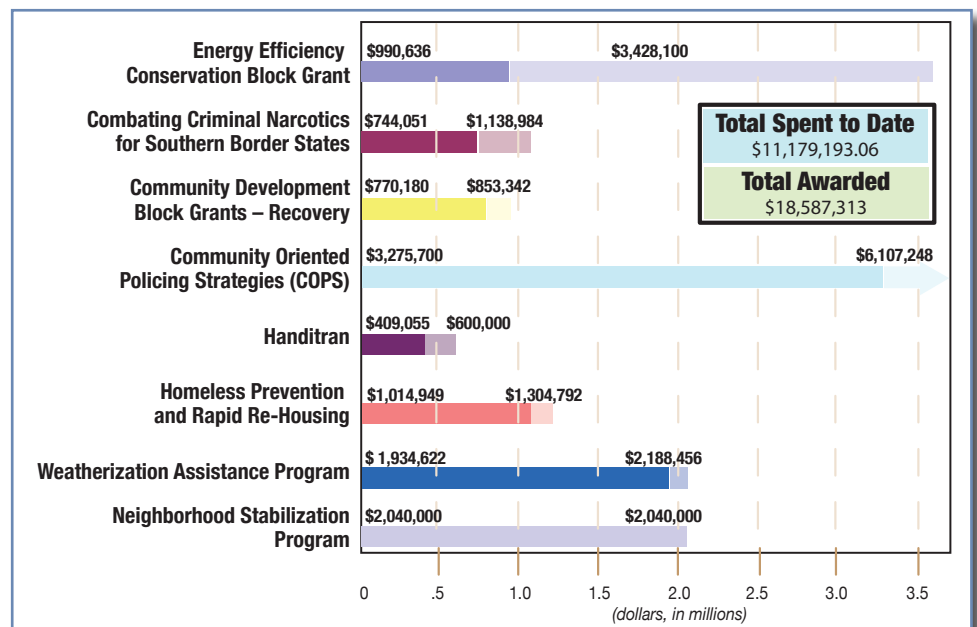 Energy Efficiency
Conservation Block Grant
$990,636 $3,428,100
Combating Criminal Narcotics
for Southern Border States
$744,051 $1,138,984
Total Spent to Date
$11,179,193.06
Total Awarded
$18,587,313
Community Development
Block Grants – Recovery
$770,180 $853,342
Community Oriented
Policing Strategies (COPS)
$3,275,700 $6,107,248
Handitran
$409,055 $600,000
Homeless Prevention
and Rapid Re-Housing
$1,014,949 $1,304,792
Weatherization Assistance Program
$ 1,934,622 $2,188,456
Neighborhood Stabilization
Program
$2,040,000 $2,040,000
0 .5 1.0 1.5 2.0 2.5 3.0 3.5
(dollars, in millions)